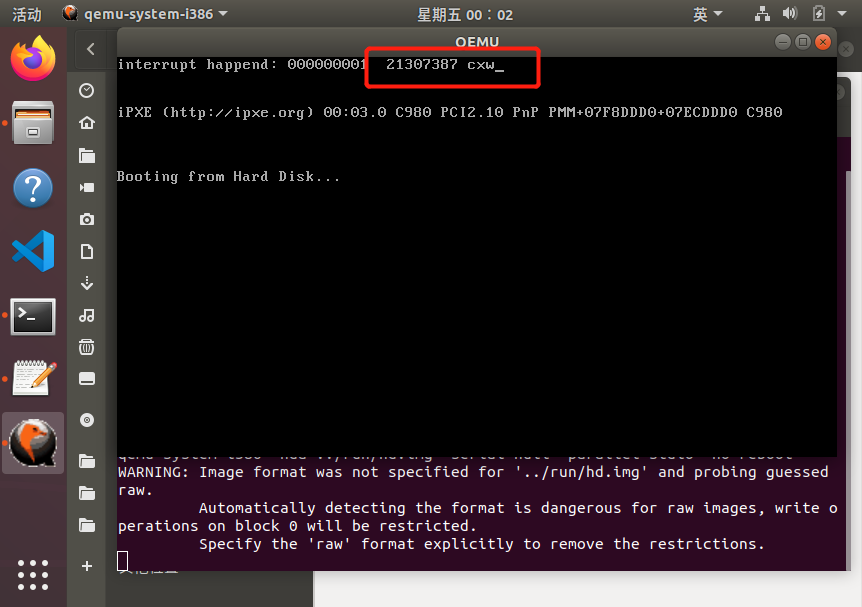 活动 qemu-system-i386 星期五 00：02 英
QEMU
interrupt happend: 000000001 21307387 cxw_
iPXE (http://ipxe.org) 00:03.0 C980 PCI2.10 PnP PMM+07F8DDD0+07ECDDD0 C980
Booting from Hard Disk...
WARNING: Image format was not specified for '../run/hd.img' and probing guessed
raw.
Automatically detecting the format is dangerous for raw images, write o
perations on block 0 will be restricted.
Specify the 'raw' format explicitly to remove the restrictions.